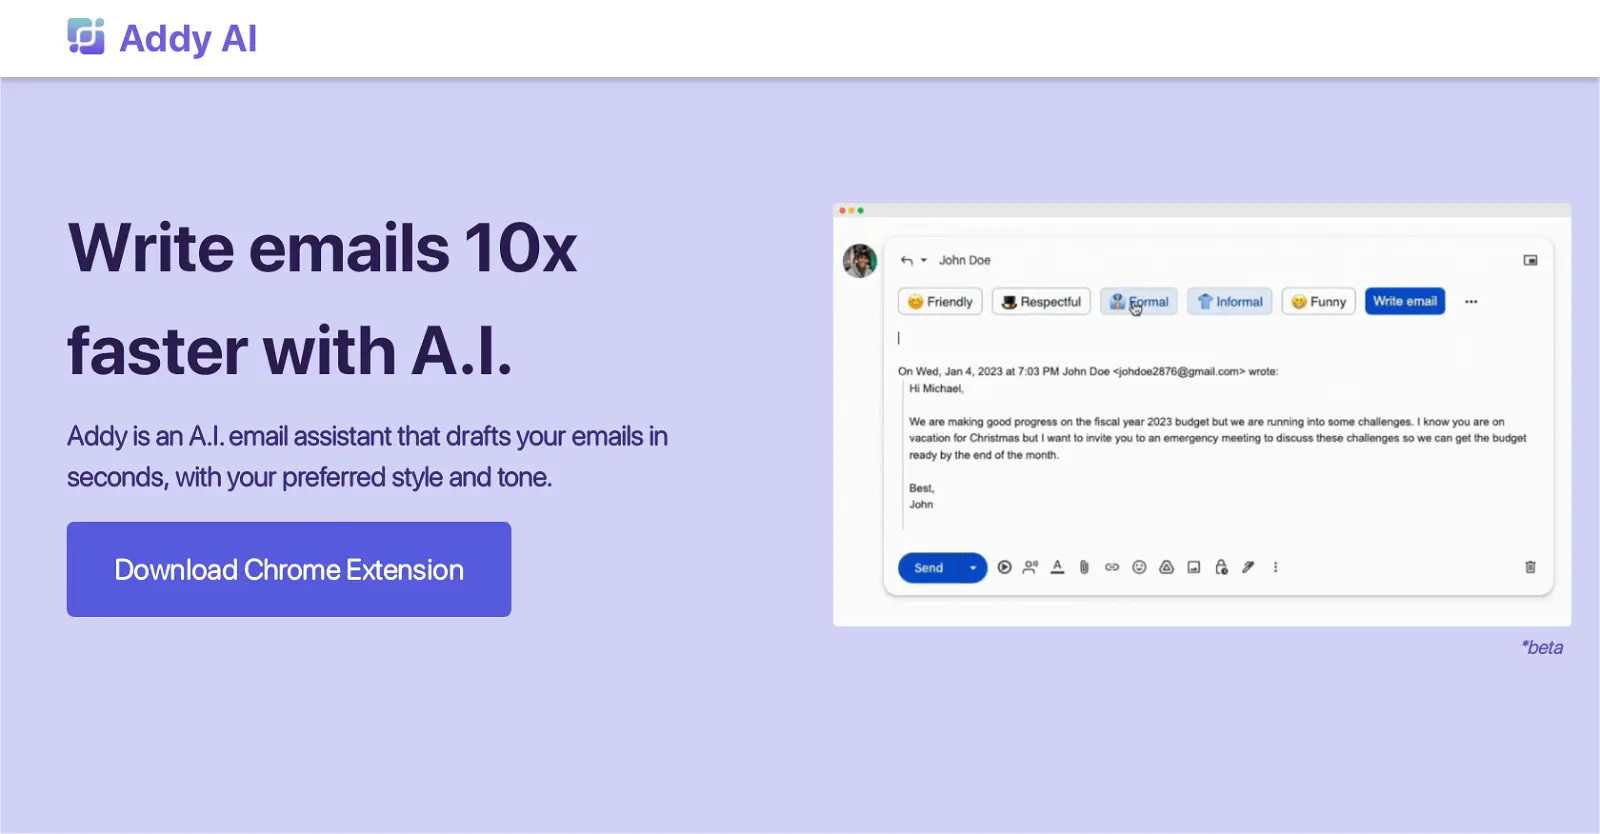 Addy AI
Write emails 10x
faster with A.I.
Addy is an A.I. email assistant that drafts your emails in
seconds, with your preferred style and tone.
Download Chrome Extension
John Doe
Friendly Respectful Formal Informal Funny Write email
On Wed, Jan 4, 2023 at 7:03 PM John Doe <johdoe2876@gmail.com> wrote:
Hi Michael,
We are making good progress on the fiscal year 2023 budget but we are running into some challenges. I know you are on
vacation for Christmas but I want to invite you to an emergency meeting to discuss these challenges so we can get the budget
ready by the end of the month.
Best,
John
Send
*beta